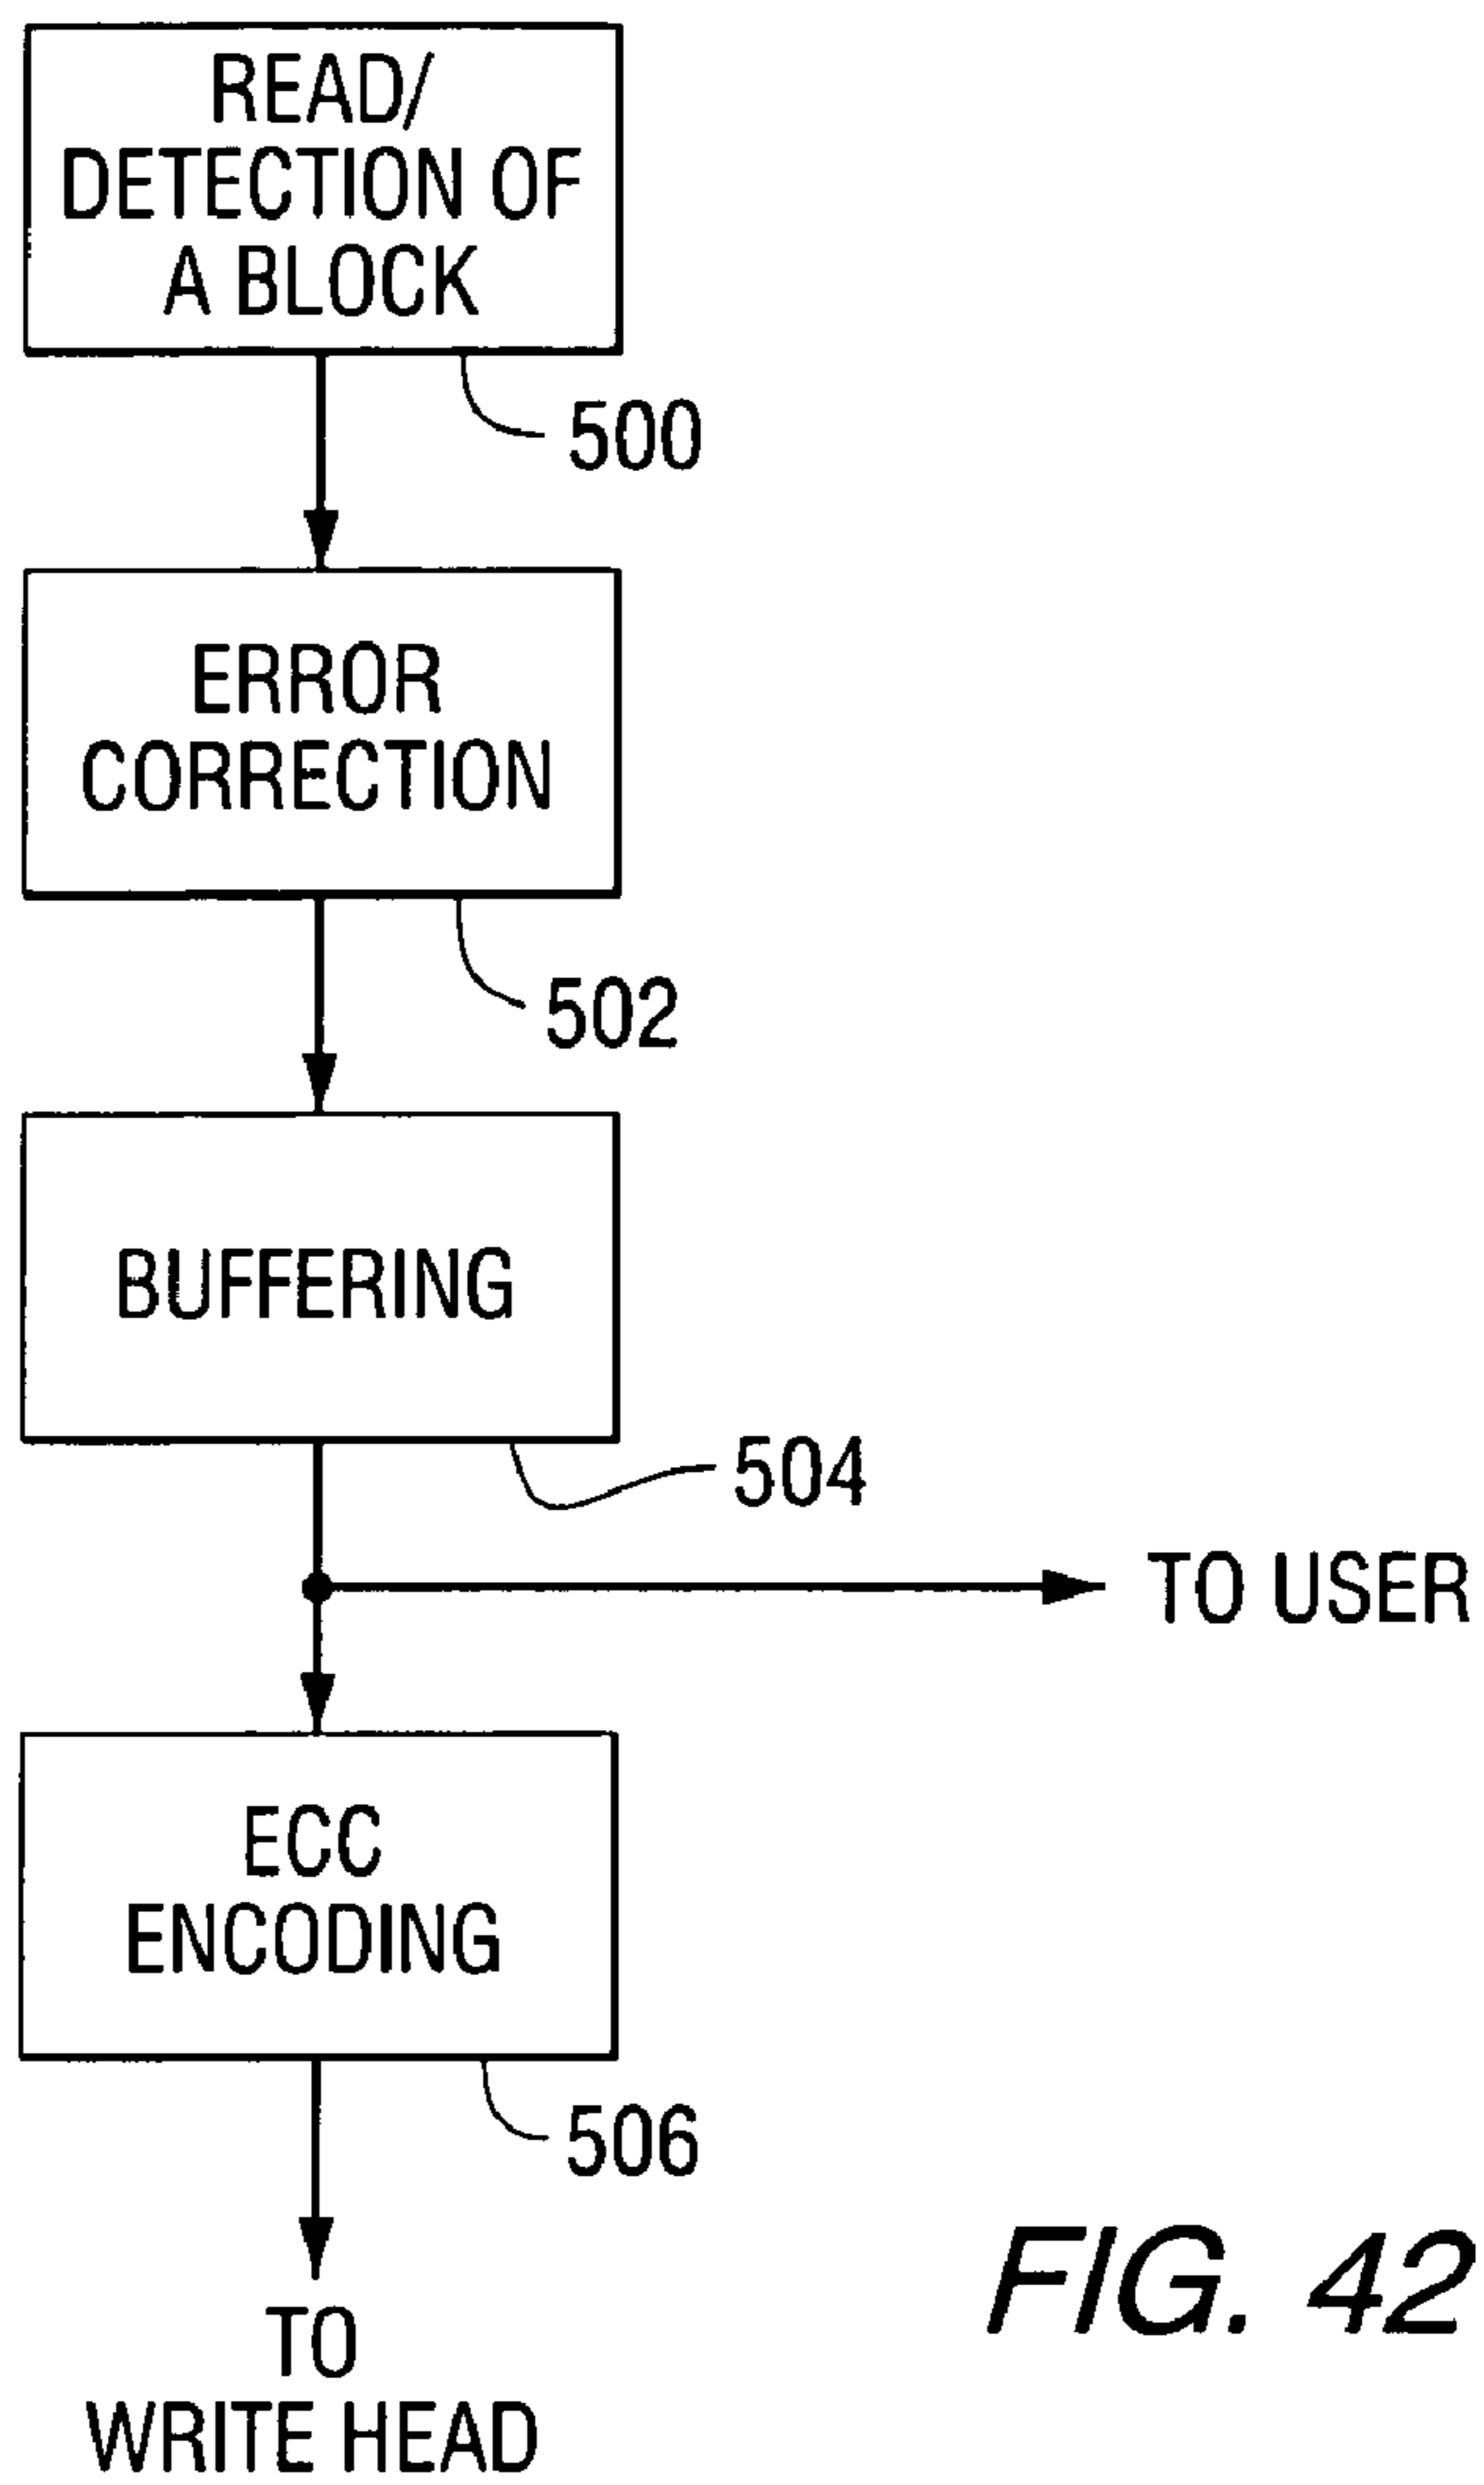 READ/
DETECTION OF
A BLOCK
500
ERROR
CORRECTION
502
BUFFERING
504
TO USER
ECC
ENCODING
506
TO
WRITE HEAD
FIG. 42